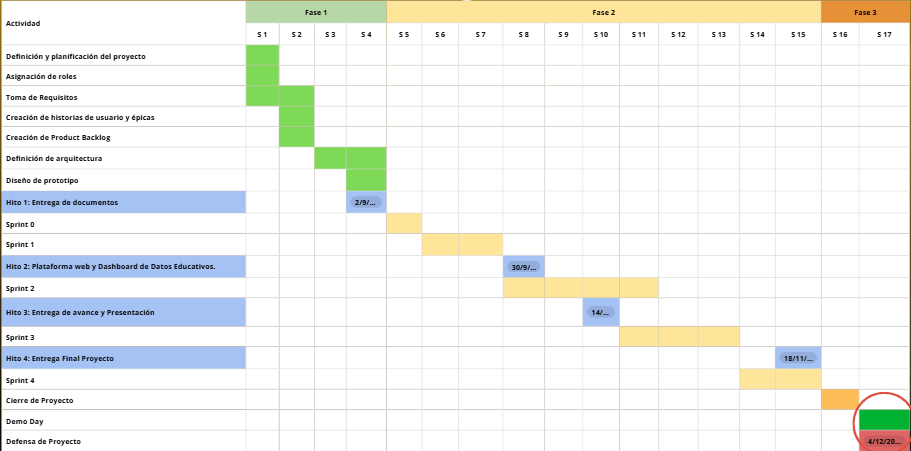 Actividad
Fase 1 Fase 2 Fase 3
S 1 S 2 S 3 S 4 S 5 S 6 S 7 S 8 S 9 S 10 S 11 S 12 S 13 S 14 S 15 S 16 S 17
Definición y planificación del proyecto
Asignación de roles
Toma de Requisitos
Creación de historias de usuario y épicas
Creación de Product Backlog
Definición de arquitectura
Diseño de prototipo
Hito 1: Entrega de documentos 2/9/...
Sprint 0
Sprint 1
Hito 2: Plataforma web y Dashboard de Datos Educativos. 30/9/...
Sprint 2
Hito 3: Entrega de avance y Presentación 14/...
Sprint 3
Hito 4: Entrega Final Proyecto 18/11/...
Sprint 4
Cierre de Proyecto
Demo Day
Defensa de Proyecto 4/12/20...